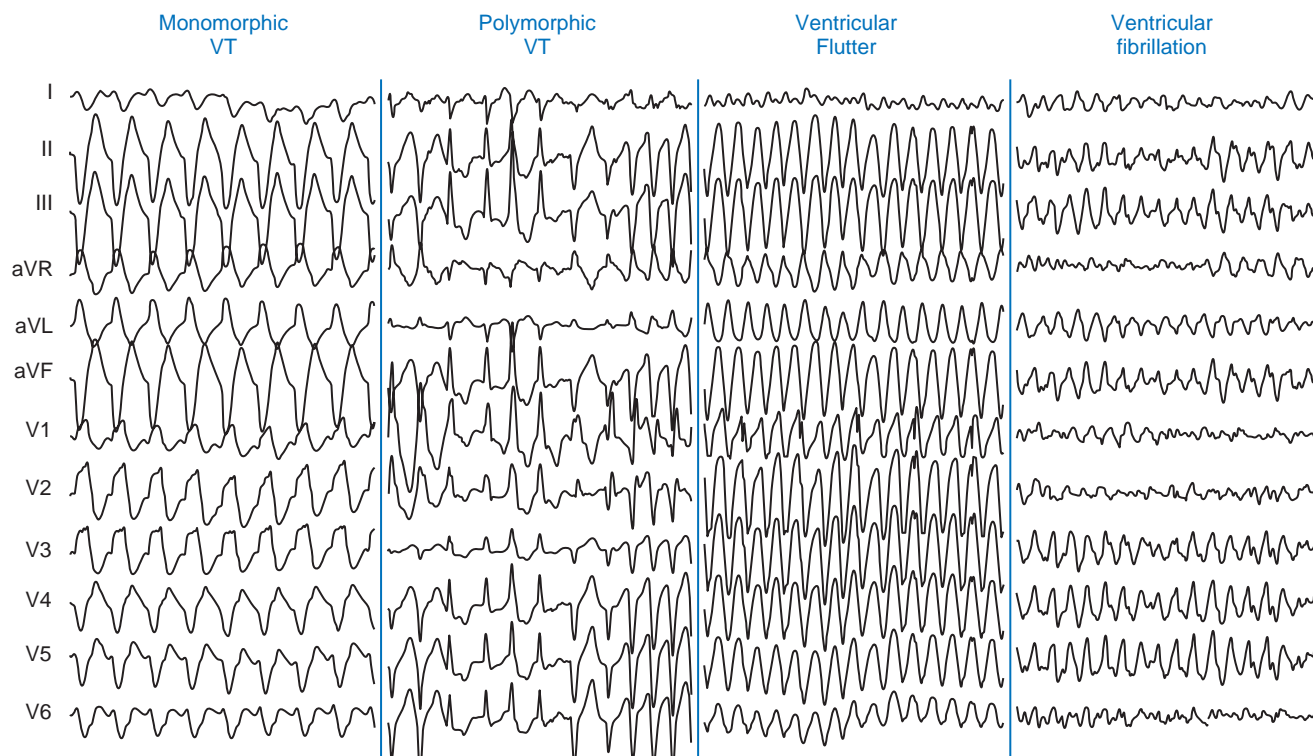 Monomorphic
VT
Polymorphic
VT
Ventricular
Flutter
Ventricular
fibrillation
I
II
III
aVR
aVL
aVF
V1
V2
V3
V4
V5
V6